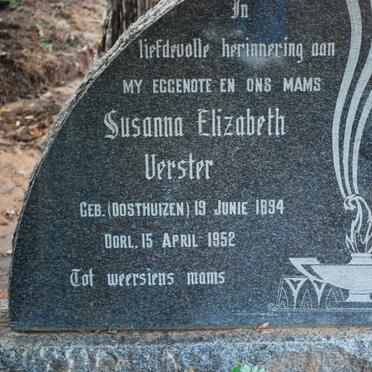 In
liefdevolle herinnering aan
MY EGGENOTE EN ONS MAMS
Susanna Elizabeth
Verster
GEB. (OOSTHUIZEN) 19 JUNIE 1894
OORL. 15 APRIL 1952
Tot weersiens mams